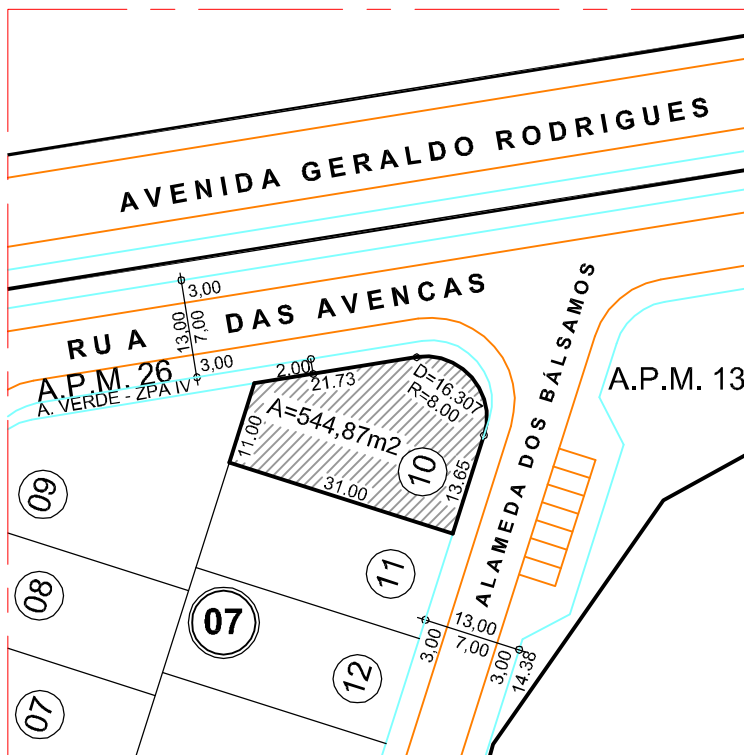 AVENIDA GERALDO RODRIGUES
3,00
13,00
7,00
3,00
RUA DAS AVENCAS
A.P.M. 26
A. VERDE - ZPA IV
2.00
21.73
D=16.307
R=8.00
A=544,87m2
11.00
10
13.65
31.00
ALAMEDA DOS BÁLSAMOS
A.P.M. 13
09
08
07
07
11
12
13,00
3,00
7,00
3,00
14.38